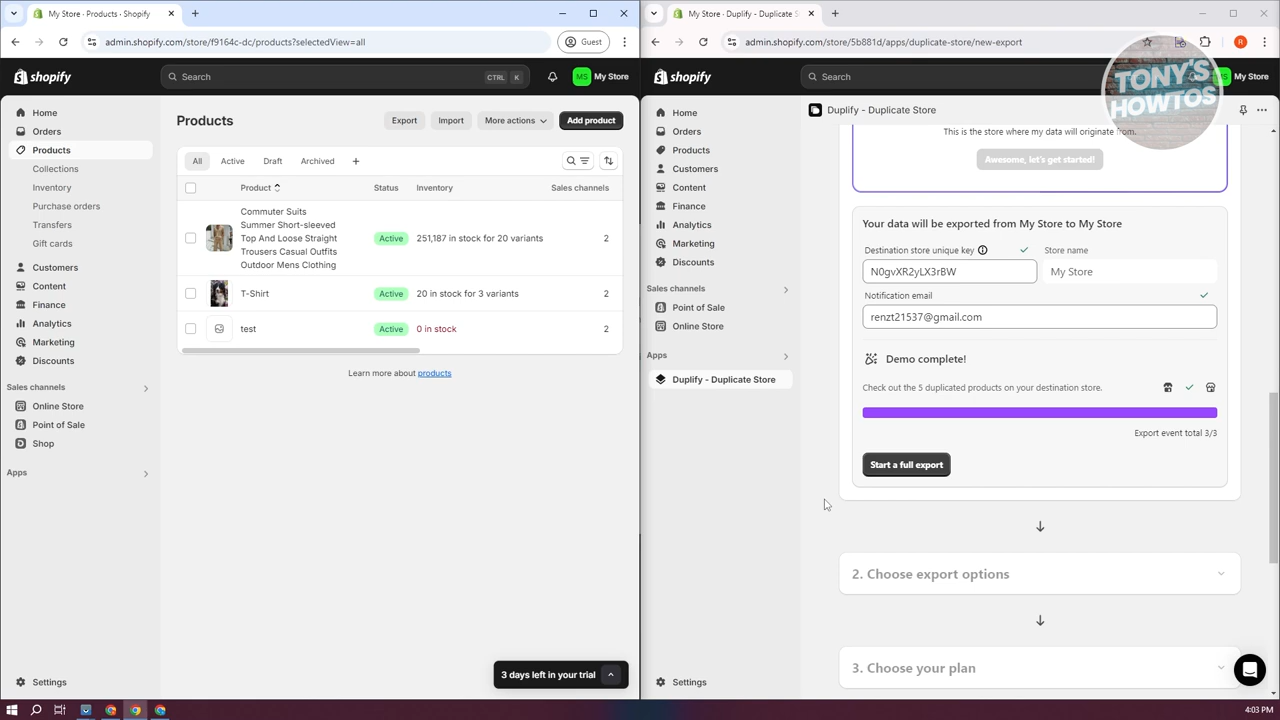 My Store · Products · Shopify
admin.shopify.com/store/f9164c-dc/products?selectedView=all
Guest
shopify
Search
CTRL K
MS My Store
Home
Orders
Products
Collections
Inventory
Purchase orders
Transfers
Gift cards
Customers
Content
Finance
Analytics
Marketing
Discounts
Sales channels
Online Store
Point of Sale
Shop
Apps
Settings
Products
Export
Import
More actions
Add product
All
Active
Draft
Archived
Product
Status
Inventory
Sales channels
Commuter Suits
Summer Short-sleeved
Top And Loose Straight
Trousers Casual Outfits
Outdoor Mens Clothing
Active
251,187 in stock for 20 variants
2
T-Shirt
Active
20 in stock for 3 variants
2
test
Active
0 in stock
2
Learn more about products
3 days left in your trial
My Store · Duplify - Duplicate S
admin.shopify.com/store/5b881d/apps/duplicate-store/new-export
R
shopify
Search
MS My Store
TONY'S
HOWTOS
Home
Orders
Products
Customers
Content
Finance
Analytics
Marketing
Discounts
Sales channels
Point of Sale
Online Store
Apps
Duplify - Duplicate Store
Settings
Duplify - Duplicate Store
This is the store where my data will originate from.
Awesome, let's get started!
Your data will be exported from My Store to My Store
Destination store unique key
Store name
N0gvXR2yLX3rBW
My Store
Notification email
renzt21537@gmail.com
Demo complete!
Check out the 5 duplicated products on your destination store.
Export event total 3/3
Start a full export
2. Choose export options
3. Choose your plan
4:03 PM